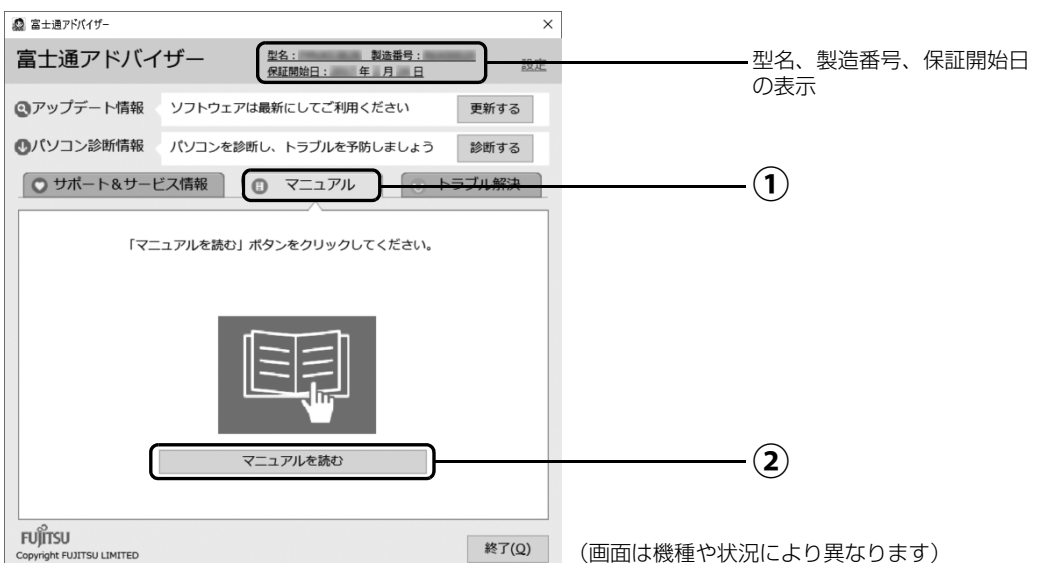 富士通アドバイザー
富士通アドバイザー
型名： 製造番号：
保証開始日： 年 月 日
設定
型名、製造番号、保証開始日
の表示
アップデート情報 ソフトウェアは最新にしてご利用ください 更新する
パソコン診断情報 パソコンを診断し、トラブルを予防しましょう 診断する
サポート＆サービス情報 マニュアル トラブル解決
①
「マニュアルを読む」ボタンをクリックしてください。
マニュアルを読む
②
FUJITSU
Copyright FUJITSU LIMITED
終了(Q)
（画面は機種や状況により異なります）